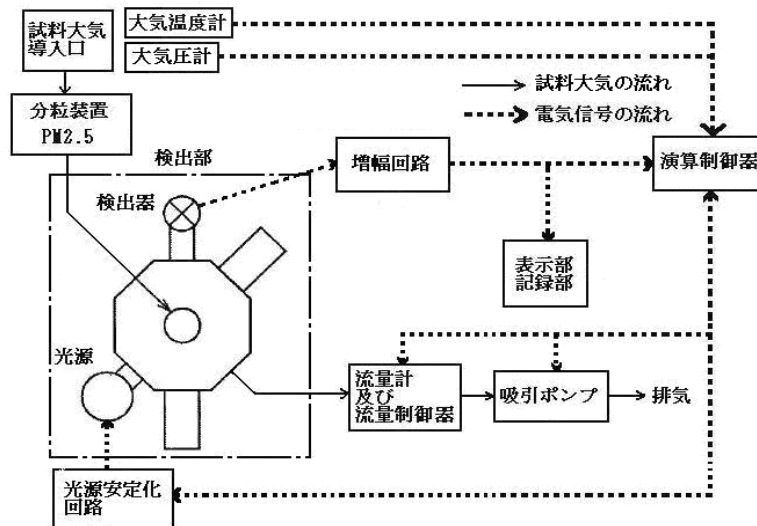 試料大気
導入口
大気温度計
大気圧計
試料大気の流れ
電気信号の流れ
分粒装置
PM2.5
検出部
検出器
増幅回路
演算制御器
表示部
記録部
光源
流量計
及び
流量制御器
吸引ポンプ
排気
光源安定化
回路